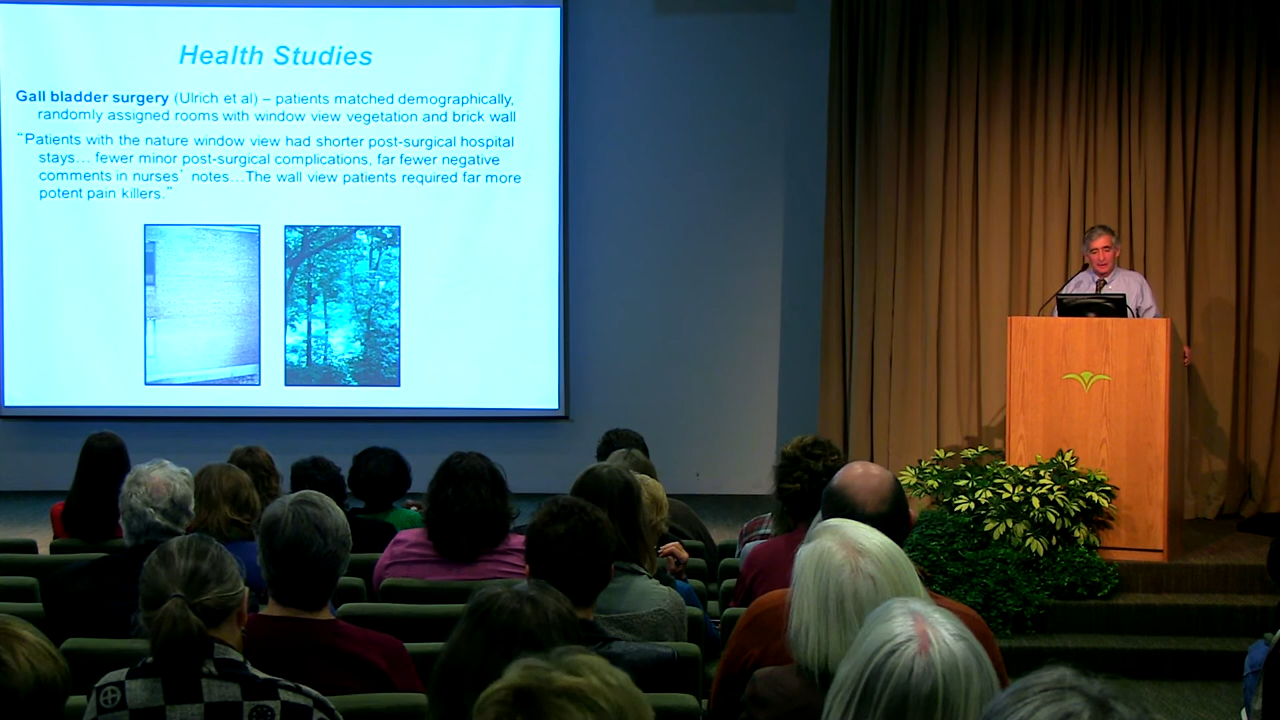 Health Studies
Gall bladder surgery (Ulrich et al) – patients matched demographically,
randomly assigned rooms with window view vegetation and brick wall
“Patients with the nature window view had shorter post-surgical hospital
stays... fewer minor post-surgical complications, far fewer negative
comments in nurses’ notes...The wall view patients required far more
potent pain killers.”